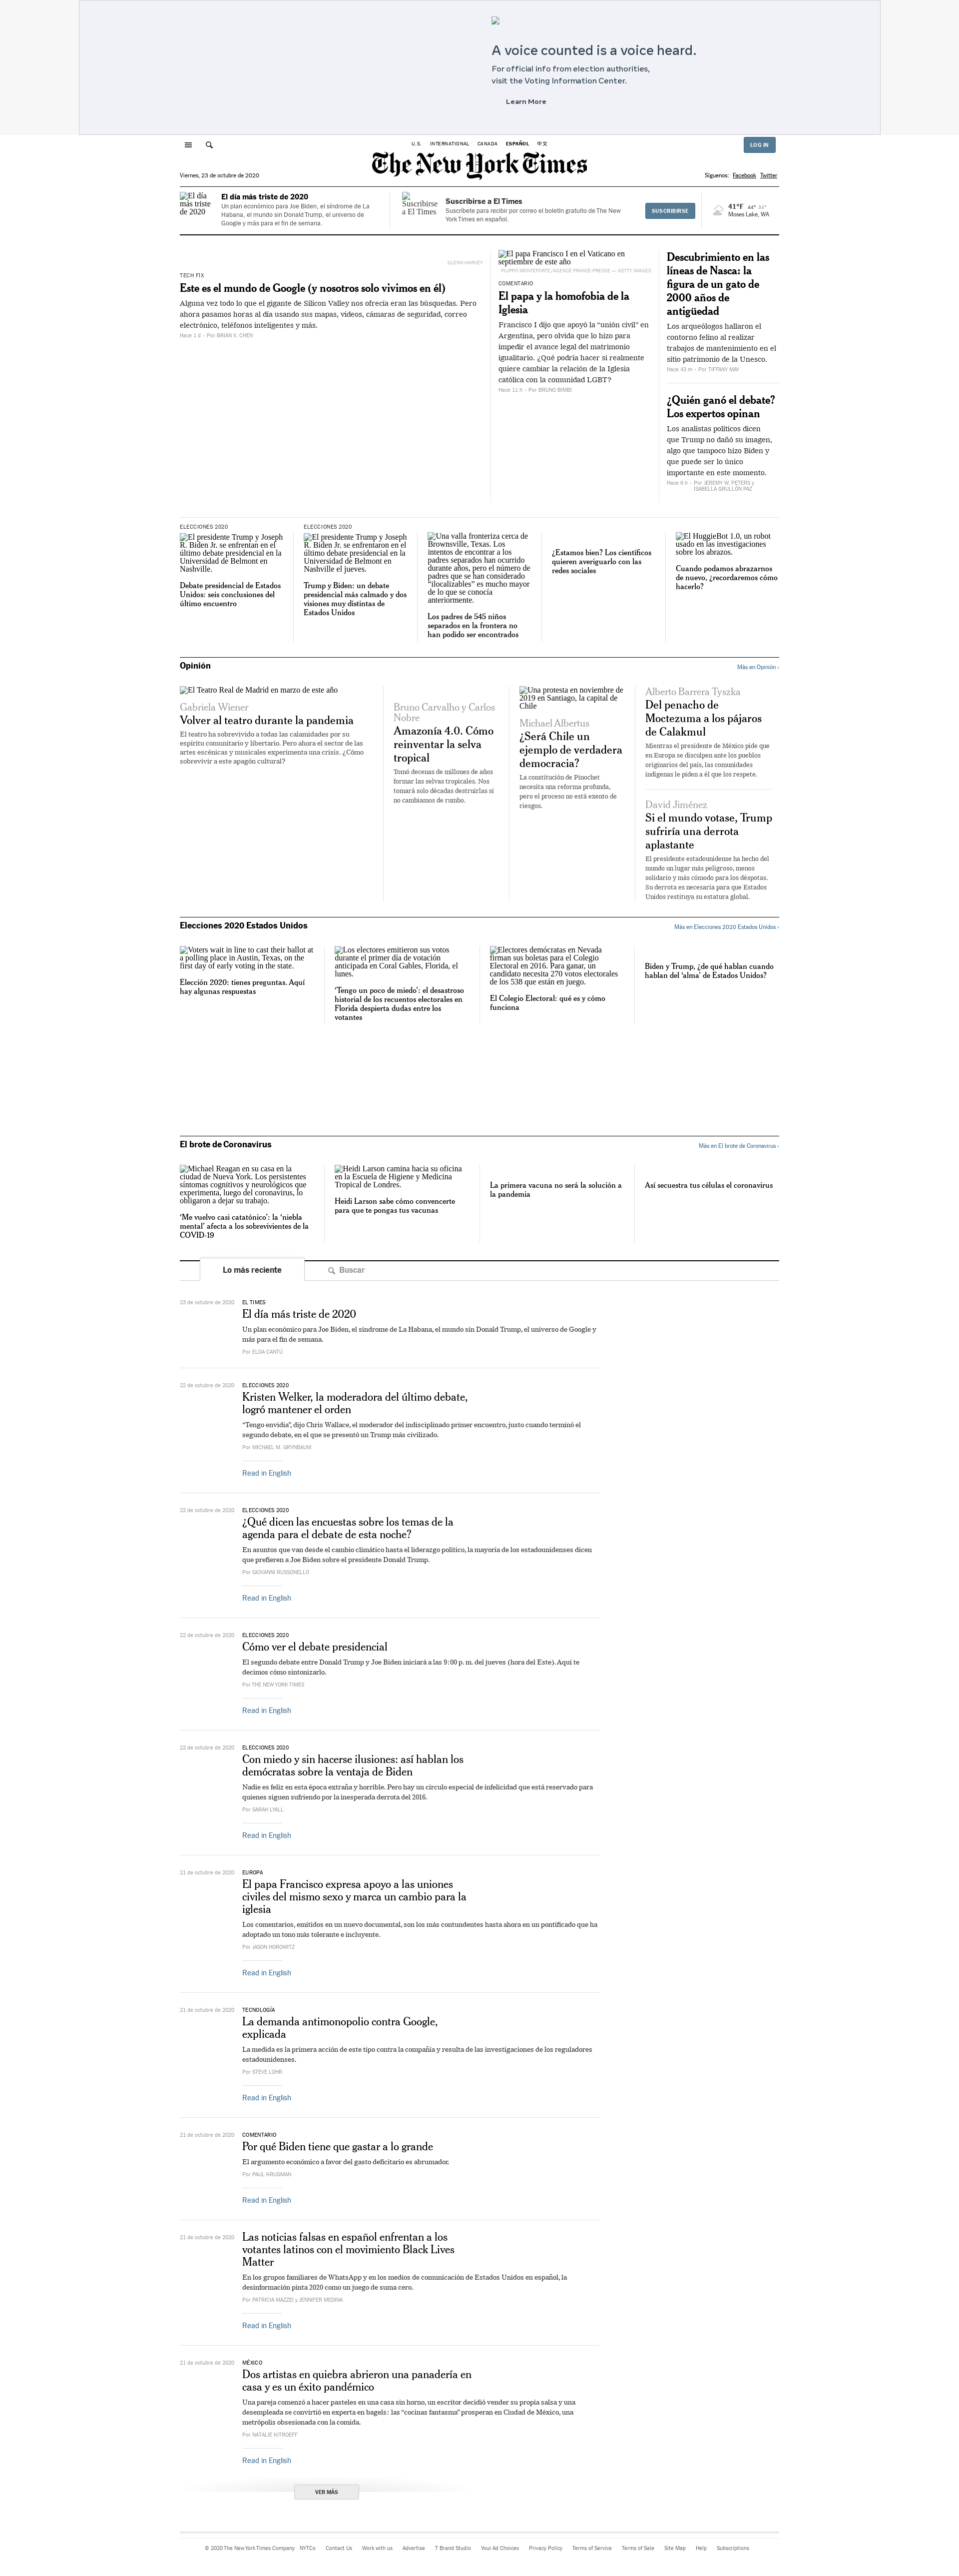 A voice counted is a voice heard.
For official info from election authorities,
visit the Voting Information Center.
Learn More
U.S. INTERNATIONAL CANADA ESPAÑOL 中文
LOG IN
The New York Times
Viernes, 23 de octubre de 2020
Síguenos: Facebook Twitter
El día
más triste
de 2020
El día más triste de 2020
Un plan económico para Joe Biden, el síndrome de La
Habana, el mundo sin Donald Trump, el universo de
Google y más para el fin de semana.
Suscribirse
a El Times
Suscribirse a El Times
Suscríbete para recibir por correo el boletín gratuito de The New
York Times en español.
SUSCRIBIRSE
41°F 44° 34°
Moses Lake, WA
GLENN HARVEY
TECH FIX
Este es el mundo de Google (y nosotros solo vivimos en él)
Alguna vez todo lo que el gigante de Silicon Valley nos ofrecía eran las búsquedas. Pero
ahora pasamos horas al día usando sus mapas, videos, cámaras de seguridad, correo
electrónico, teléfonos inteligentes y más.
Hace 1 d – Por BRIAN X. CHEN
El papa Francisco I en el Vaticano en
septiembre de este año
FILIPPO MONTEFORTE/AGENCE FRANCE-PRESSE — GETTY IMAGES
COMENTARIO
El papa y la homofobia de la
Iglesia
Francisco I dijo que apoyó la “unión civil” en
Argentina, pero olvida que lo hizo para
impedir el avance legal del matrimonio
igualitario. ¿Qué podría hacer si realmente
quiere cambiar la relación de la Iglesia
católica con la comunidad LGBT?
Hace 11 h – Por BRUNO BIMBI
Descubrimiento en las
líneas de Nasca: la
figura de un gato de
2000 años de
antigüedad
Los arqueólogos hallaron el
contorno felino al realizar
trabajos de mantenimiento en el
sitio patrimonio de la Unesco.
Hace 43 m – Por TIFFANY MAY
¿Quién ganó el debate?
Los expertos opinan
Los analistas políticos dicen
que Trump no dañó su imagen,
algo que tampoco hizo Biden y
que puede ser lo único
importante en este momento.
Hace 6 h – Por JEREMY W. PETERS y
ISABELLA GRULLÓN PAZ
ELECCIONES 2020
El presidente Trump y Joseph
R. Biden Jr. se enfrentan en el
último debate presidencial en la
Universidad de Belmont en
Nashville.
Debate presidencial de Estados
Unidos: seis conclusiones del
último encuentro
ELECCIONES 2020
El presidente Trump y Joseph
R. Biden Jr. se enfrentaron en el
último debate presidencial en la
Universidad de Belmont en
Nashville el jueves.
Trump y Biden: un debate
presidencial más calmado y dos
visiones muy distintas de
Estados Unidos
Una valla fronteriza cerca de
Brownsville, Texas. Los
intentos de encontrar a los
padres separados han ocurrido
durante años, pero el número de
padres que se han considerado
“ilocalizables” es mucho mayor
de lo que se conocía
anteriormente.
Los padres de 545 niños
separados en la frontera no
han podido ser encontrados
¿Estamos bien? Los científicos
quieren averiguarlo con las
redes sociales
El HuggieBot 1.0, un robot
usado en las investigaciones
sobre los abrazos.
Cuando podamos abrazarnos
de nuevo, ¿recordaremos cómo
hacerlo?
Opinión
Más en Opinión ›
El Teatro Real de Madrid en marzo de este año
Gabriela Wiener
Volver al teatro durante la pandemia
El teatro ha sobrevivido a todas las calamidades por su
espíritu comunitario y libertario. Pero ahora el sector de las
artes escénicas y musicales experimenta una crisis. ¿Cómo
sobrevivir a este apagón cultural?
Bruno Carvalho y Carlos
Nobre
Amazonía 4.0. Cómo
reinventar la selva
tropical
Tomó decenas de millones de años
formar las selvas tropicales. Nos
tomará solo décadas destruirlas si
no cambiamos de rumbo.
Una protesta en noviembre de
2019 en Santiago, la capital de
Chile
Michael Albertus
¿Será Chile un
ejemplo de verdadera
democracia?
La constitución de Pinochet
necesita una reforma profunda,
pero el proceso no está exento de
riesgos.
Alberto Barrera Tyszka
Del penacho de
Moctezuma a los pájaros
de Calakmul
Mientras el presidente de México pide que
en Europa se disculpen ante los pueblos
originarios del país, las comunidades
indígenas le piden a él que los respete.
David Jiménez
Si el mundo votase, Trump
sufriría una derrota
aplastante
El presidente estadounidense ha hecho del
mundo un lugar más peligroso, menos
solidario y más cómodo para los déspotas.
Su derrota es necesaria para que Estados
Unidos restituya su estatura global.
Elecciones 2020 Estados Unidos
Más en Elecciones 2020 Estados Unidos ›
Voters wait in line to cast their ballot at
a polling place in Austin, Texas, on the
first day of early voting in the state.
Elección 2020: tienes preguntas. Aquí
hay algunas respuestas
Los electores emitieron sus votos
durante el primer día de votación
anticipada en Coral Gables, Florida, el
lunes.
‘Tengo un poco de miedo’: el desastroso
historial de los recuentos electorales en
Florida despierta dudas entre los
votantes
Electores demócratas en Nevada
firman sus boletas para el Colegio
Electoral en 2016. Para ganar, un
candidato necesita 270 votos electorales
de los 538 que están en juego.
El Colegio Electoral: qué es y cómo
funciona
Biden y Trump, ¿de qué hablan cuando
hablan del ‘alma’ de Estados Unidos?
El brote de Coronavirus
Más en El brote de Coronavirus ›
Michael Reagan en su casa en la
ciudad de Nueva York. Los persistentes
síntomas cognitivos y neurológicos que
experimenta, luego del coronavirus, lo
obligaron a dejar su trabajo.
‘Me vuelvo casi catatónico’: la ‘niebla
mental’ afecta a los sobrevivientes de la
COVID-19
Heidi Larson camina hacia su oficina
en la Escuela de Higiene y Medicina
Tropical de Londres.
Heidi Larson sabe cómo convencerte
para que te pongas tus vacunas
La primera vacuna no será la solución a
la pandemia
Así secuestra tus células el coronavirus
Lo más reciente
Buscar
23 de octubre de 2020 EL TIMES
El día más triste de 2020
Un plan económico para Joe Biden, el síndrome de La Habana, el mundo sin Donald Trump, el universo de Google y
más para el fin de semana.
Por ELDA CANTÚ
22 de octubre de 2020 ELECCIONES 2020
Kristen Welker, la moderadora del último debate,
logró mantener el orden
“Tengo envidia”, dijo Chris Wallace, el moderador del indisciplinado primer encuentro, justo cuando terminó el
segundo debate, en el que se presentó un Trump más civilizado.
Por MICHAEL M. GRYNBAUM
Read in English
22 de octubre de 2020 ELECCIONES 2020
¿Qué dicen las encuestas sobre los temas de la
agenda para el debate de esta noche?
En asuntos que van desde el cambio climático hasta el liderazgo político, la mayoría de los estadounidenses dicen
que prefieren a Joe Biden sobre el presidente Donald Trump.
Por GIOVANNI RUSSONELLO
Read in English
22 de octubre de 2020 ELECCIONES 2020
Cómo ver el debate presidencial
El segundo debate entre Donald Trump y Joe Biden iniciará a las 9:00 p. m. del jueves (hora del Este). Aquí te
decimos cómo sintonizarlo.
Por THE NEW YORK TIMES
Read in English
22 de octubre de 2020 ELECCIONES 2020
Con miedo y sin hacerse ilusiones: así hablan los
demócratas sobre la ventaja de Biden
Nadie es feliz en esta época extraña y horrible. Pero hay un círculo especial de infelicidad que está reservado para
quienes siguen sufriendo por la inesperada derrota del 2016.
Por SARAH LYALL
Read in English
21 de octubre de 2020 EUROPA
El papa Francisco expresa apoyo a las uniones
civiles del mismo sexo y marca un cambio para la
iglesia
Los comentarios, emitidos en un nuevo documental, son los más contundentes hasta ahora en un pontificado que ha
adoptado un tono más tolerante e incluyente.
Por JASON HOROWITZ
Read in English
21 de octubre de 2020 TECNOLOGÍA
La demanda antimonopolio contra Google,
explicada
La medida es la primera acción de este tipo contra la compañía y resulta de las investigaciones de los reguladores
estadounidenses.
Por STEVE LOHR
Read in English
21 de octubre de 2020 COMENTARIO
Por qué Biden tiene que gastar a lo grande
El argumento económico a favor del gasto deficitario es abrumador.
Por PAUL KRUGMAN
Read in English
21 de octubre de 2020
Las noticias falsas en español enfrentan a los
votantes latinos con el movimiento Black Lives
Matter
En los grupos familiares de WhatsApp y en los medios de comunicación de Estados Unidos en español, la
desinformación pinta 2020 como un juego de suma cero.
Por PATRICIA MAZZEI y JENNIFER MEDINA
Read in English
21 de octubre de 2020 MÉXICO
Dos artistas en quiebra abrieron una panadería en
casa y es un éxito pandémico
Una pareja comenzó a hacer pasteles en una casa sin horno, un escritor decidió vender su propia salsa y una
desempleada se convirtió en experta en bagels: las “cocinas fantasma” prosperan en Ciudad de México, una
metrópolis obsesionada con la comida.
Por NATALIE KITROEFF
Read in English
VER MÁS
© 2020 The New York Times Company NYTCo Contact Us Work with us Advertise T Brand Studio Your Ad Choices Privacy Policy Terms of Service Terms of Sale Site Map Help Subscriptions